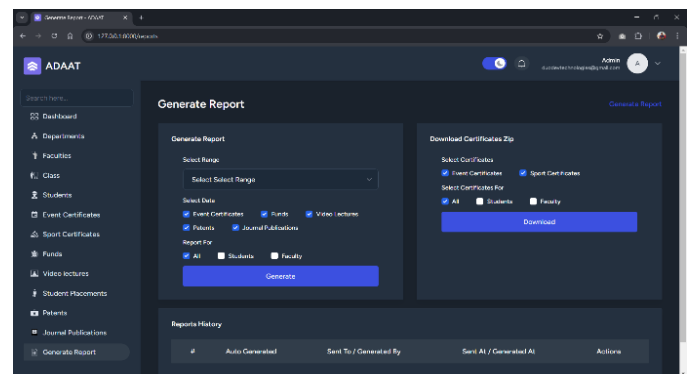 Generate Report - ADAAT
127.0.0.1:8000/reports
ADAAT
Admin
A
Search here...
Generate Report
Generate Report
Dashboard
Departments
Faculties
Class
Students
Event Certificates
Sport Certificates
Funds
Video lectures
Student Placements
Patents
Journal Publications
Generate Report
Generate Report
Select Range
Select Select Range
Select Data
Event Certificates Funds Video Lectures
Patents Journal Publications
Report For
All Students Faculty
Generate
Download Certificates Zip
Select Certificates
Event Certificates Sport Certificates
Select Certificates For
All Students Faculty
Download
Reports History
# Auto Generated Sent To / Generated By Sent At / Generated At Actions